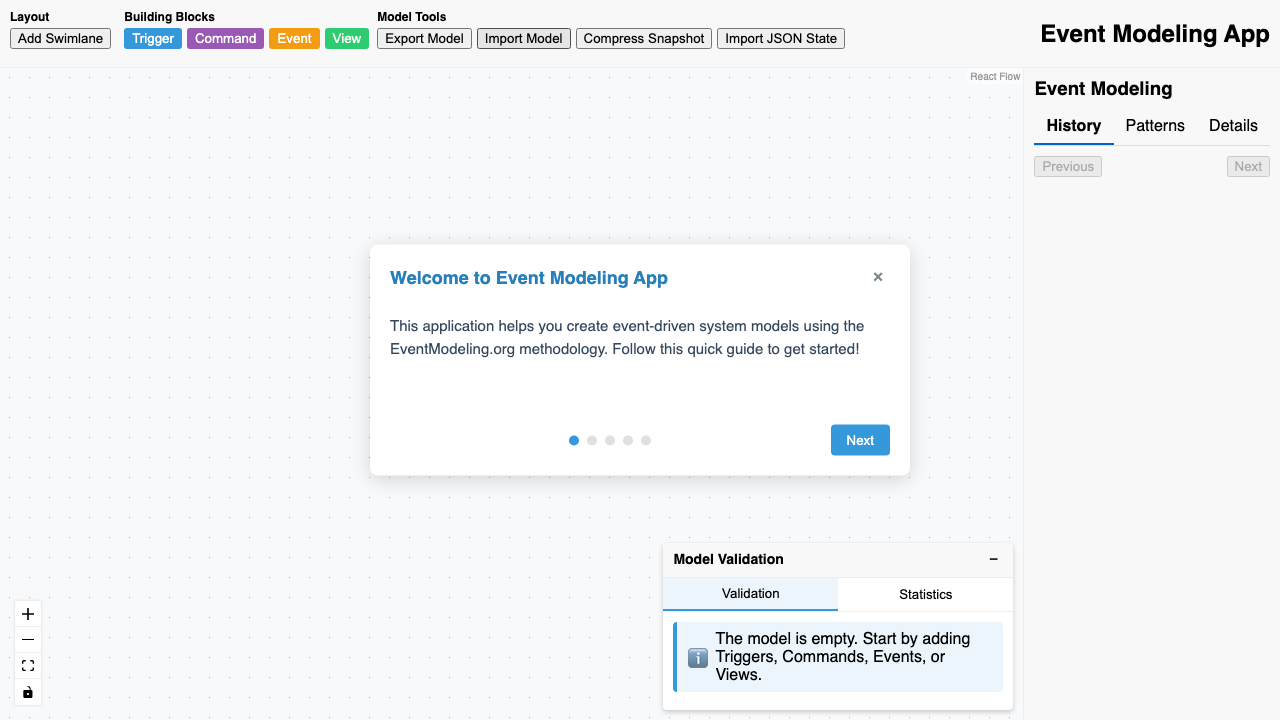 Layout
Building Blocks
Model Tools
Add Swimlane
Trigger
Command
Event
View
Export Model
Import Model
Compress Snapshot
Import JSON State
Event Modeling App
React Flow
Event Modeling
History
Patterns
Details
Previous
Next
Welcome to Event Modeling App
×
This application helps you create event-driven system models using the
EventModeling.org methodology. Follow this quick guide to get started!
Next
Model Validation
−
Validation
Statistics
The model is empty. Start by adding
Triggers, Commands, Events, or
Views.